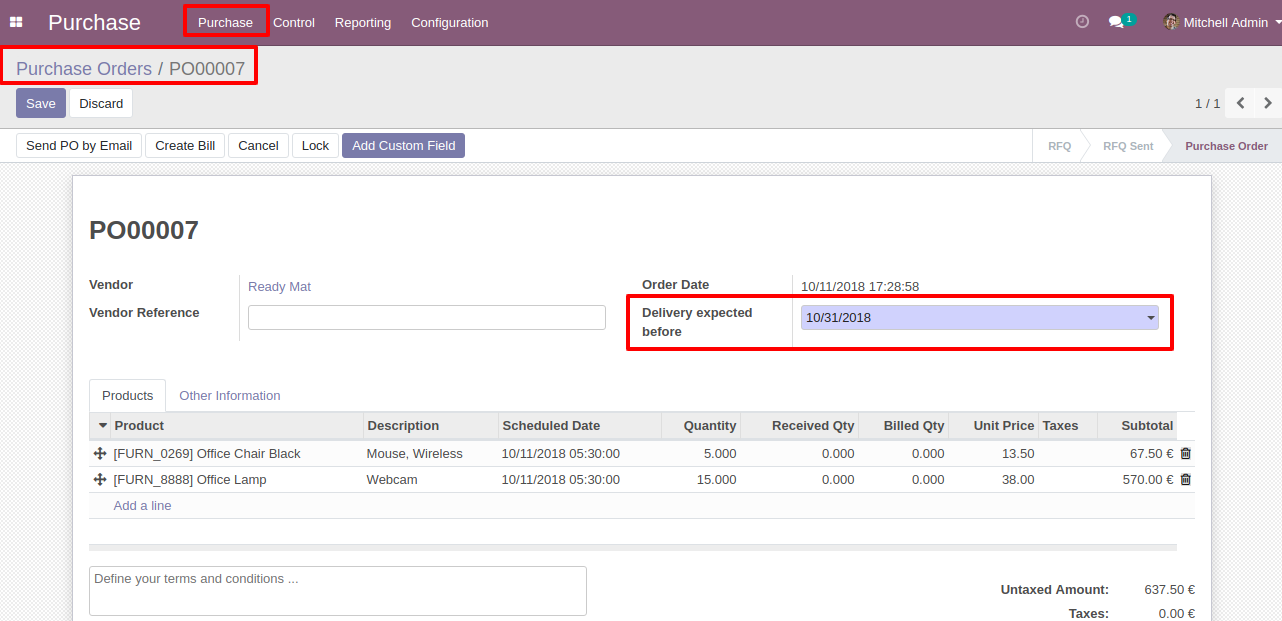 Purchase Purchase Control Reporting Configuration 1 Mitchell Admin
Purchase Orders / PO00007
Save Discard 1 / 1
Send PO by Email Create Bill Cancel Lock Add Custom Field RFQ RFQ Sent Purchase Order
PO00007
Vendor Ready Mat Order Date 10/11/2018 17:28:58
Vendor Reference Delivery expected before 10/31/2018
Products Other Information
Product Description Scheduled Date Quantity Received Qty Billed Qty Unit Price Taxes Subtotal
[FURN_0269] Office Chair Black Mouse, Wireless 10/11/2018 05:30:00 5.000 0.000 0.000 13.50 67.50 €
[FURN_8888] Office Lamp Webcam 10/11/2018 05:30:00 15.000 0.000 0.000 38.00 570.00 €
Add a line
Define your terms and conditions ...
Untaxed Amount: 637.50 €
Taxes: 0.00 €